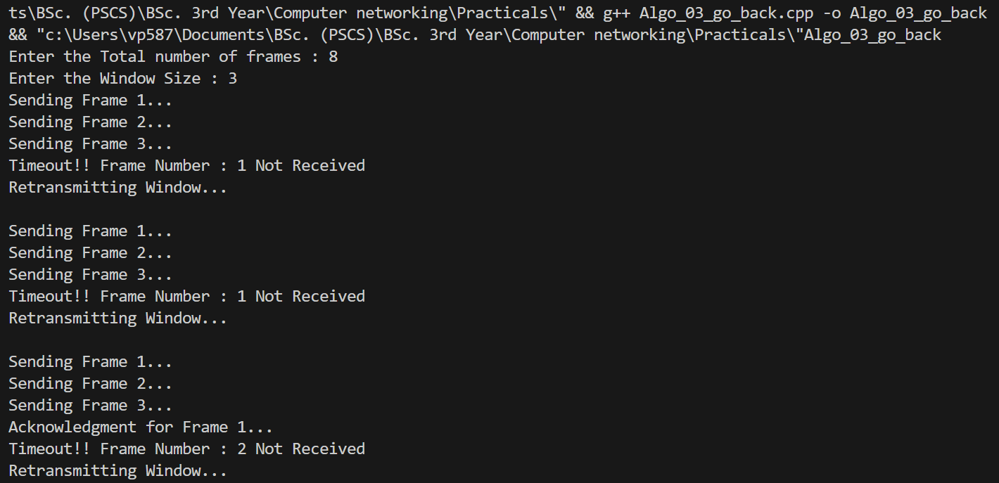 ts\BSc. (PSCS)\BSc. 3rd Year\Computer networking\Practicals\" && g++ Algo_03_go_back.cpp -o Algo_03_go_back
&& "c:\Users\vp587\Documents\BSc. (PSCS)\BSc. 3rd Year\Computer networking\Practicals\"Algo_03_go_back
Enter the Total number of frames : 8
Enter the Window Size : 3
Sending Frame 1...
Sending Frame 2...
Sending Frame 3...
Timeout!! Frame Number : 1 Not Received
Retransmitting Window...

Sending Frame 1...
Sending Frame 2...
Sending Frame 3...
Timeout!! Frame Number : 1 Not Received
Retransmitting Window...

Sending Frame 1...
Sending Frame 2...
Sending Frame 3...
Acknowledgment for Frame 1...
Timeout!! Frame Number : 2 Not Received
Retransmitting Window...